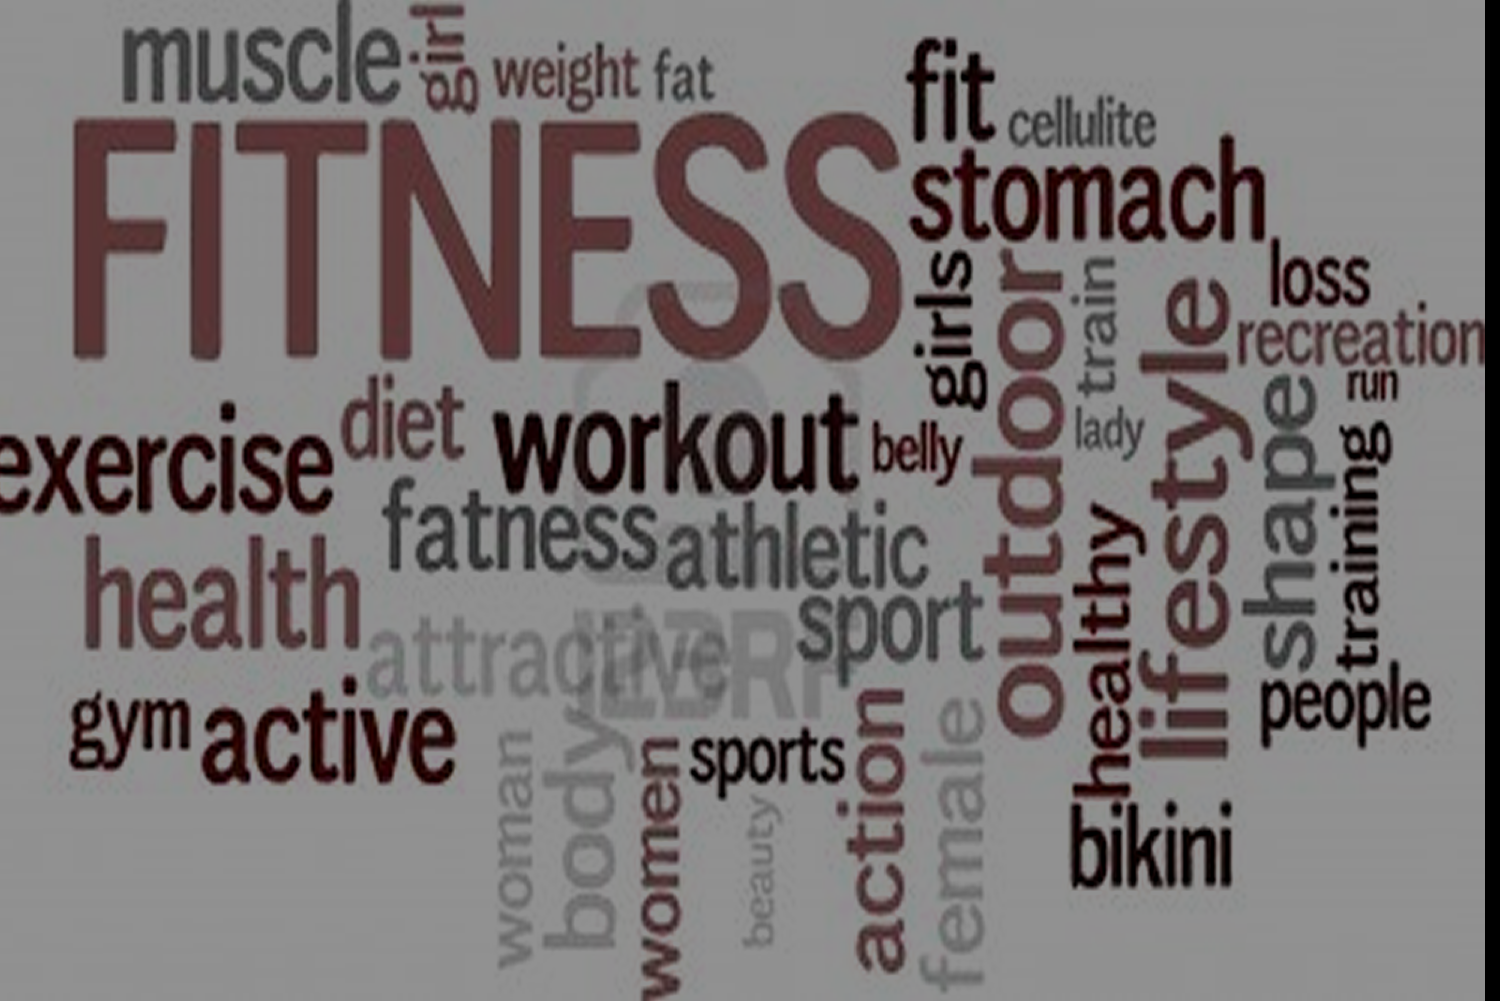 muscle girl weight fat fit cellulite
FITNESS stomach
girls outdoor train lifestyle loss
recreation
exercise diet workout belly lady shape run
fatness athletic healthy training
health attractive sport people
gym active
woman body women sports beauty action female bikini